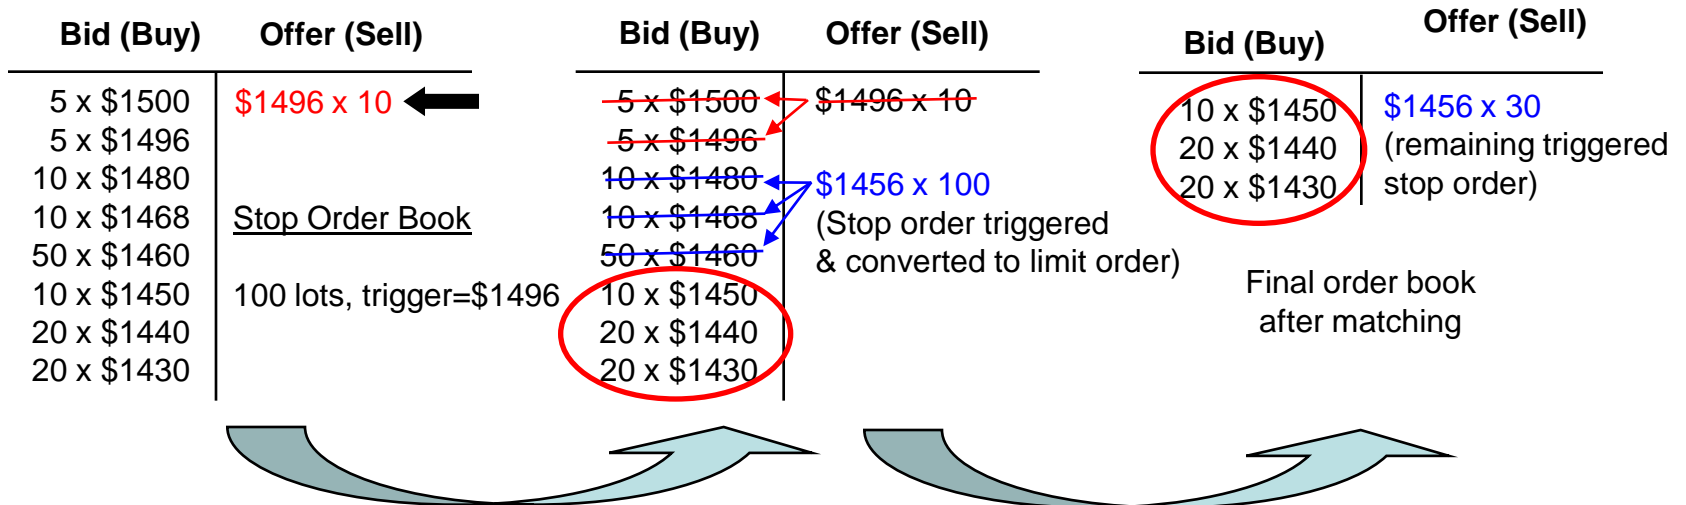 Bid (Buy) Offer (Sell)
5 x $1500 $1496 x 10
5 x $1496
10 x $1480
10 x $1468 Stop Order Book
50 x $1460
10 x $1450 100 lots, trigger=$1496
20 x $1440
20 x $1430
Bid (Buy) Offer (Sell)
5 x $1500 $1496 x 10
5 x $1496
10 x $1480 $1456 x 100
10 x $1468 (Stop order triggered
50 x $1460 & converted to limit order)
10 x $1450
20 x $1440
20 x $1430
Bid (Buy) Offer (Sell)
10 x $1450 $1456 x 30
20 x $1440 (remaining triggered
20 x $1430 stop order)
Final order book
after matching